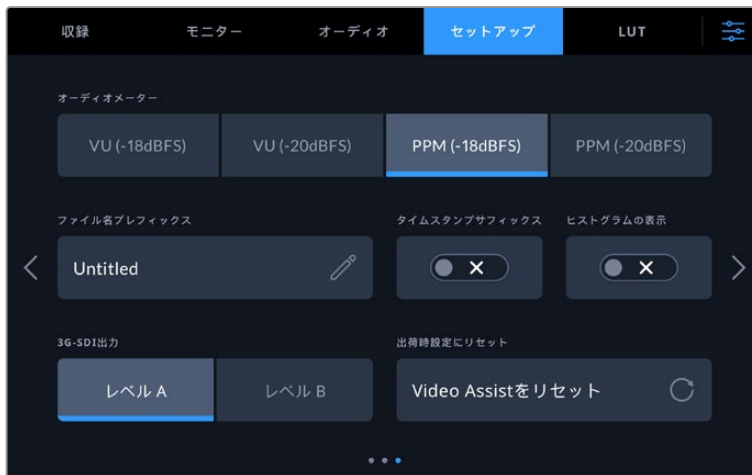 収録 モニター オーディオ セットアップ LUT
オーディオメーター
VU (-18dBFS) VU (-20dBFS) PPM (-18dBFS) PPM (-20dBFS)
ファイル名プレフィックス タイムスタンプサフィックス ヒストグラムの表示
Untitled
3G-SDI出力 出荷時設定にリセット
レベル A レベル B Video Assistをリセット